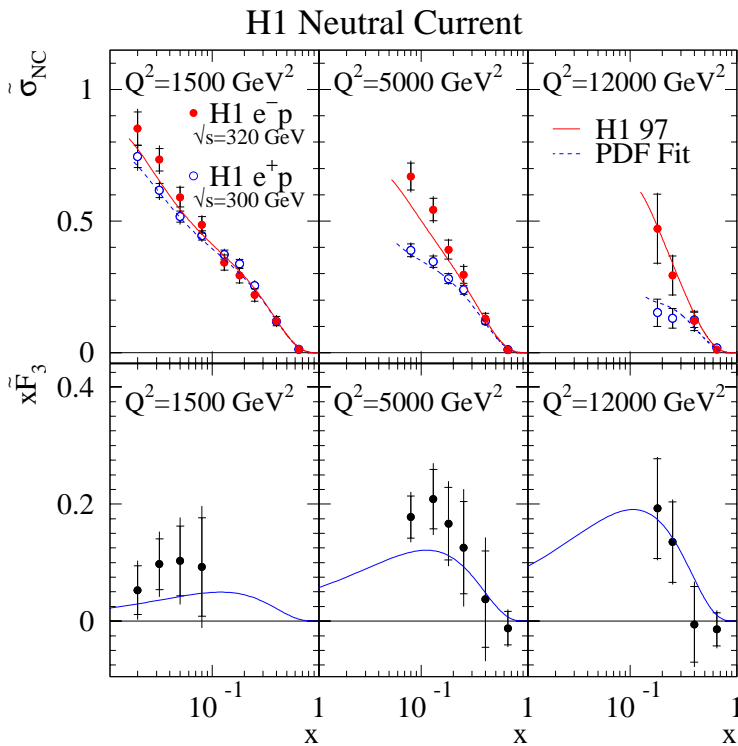 H1 Neutral Current
σ̃NC
Q²=1500 GeV² Q²=5000 GeV² Q²=12000 GeV²
1
H1 e⁻p
√s=320 GeV
H1 e⁺p
√s=300 GeV
H1 97
PDF Fit
0.5
0
xF̃₃
0.4
Q²=1500 GeV² Q²=5000 GeV² Q²=12000 GeV²
0.2
0
10⁻¹ 1 10⁻¹ 1 10⁻¹ 1
x x x